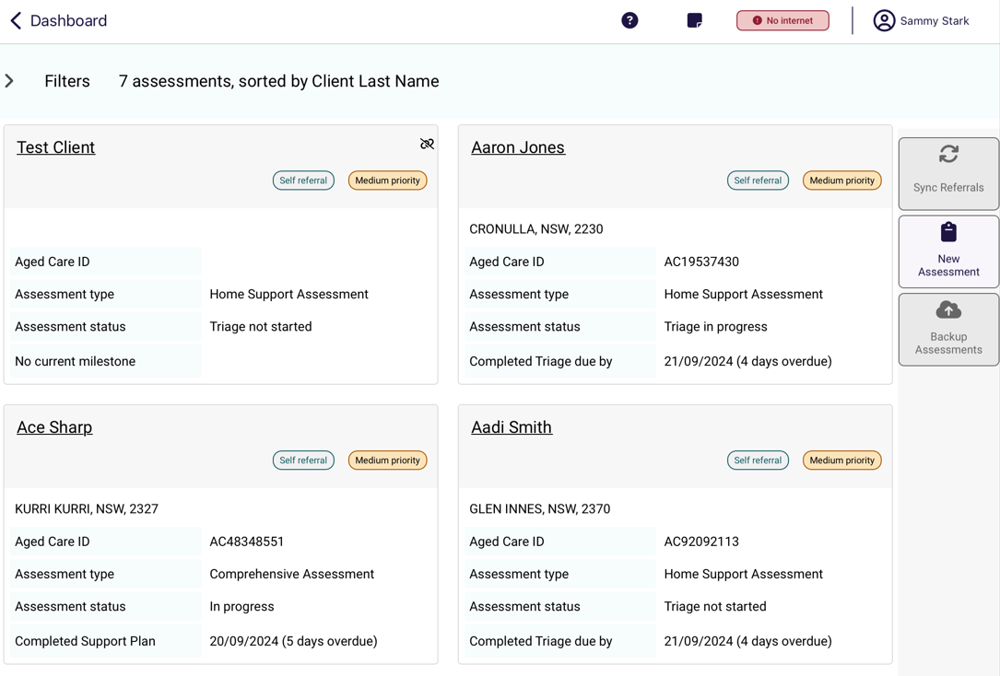 Dashboard
? No internet Sammy Stark
Filters 7 assessments, sorted by Client Last Name
Test Client
Self referral Medium priority
Aged Care ID
Assessment type Home Support Assessment
Assessment status Triage not started
No current milestone
Aaron Jones
Self referral Medium priority
CRONULLA, NSW, 2230
Aged Care ID AC19537430
Assessment type Home Support Assessment
Assessment status Triage in progress
Completed Triage due by 21/09/2024 (4 days overdue)
Ace Sharp
Self referral Medium priority
KURRI KURRI, NSW, 2327
Aged Care ID AC48348551
Assessment type Comprehensive Assessment
Assessment status In progress
Completed Support Plan 20/09/2024 (5 days overdue)
Aadi Smith
Self referral Medium priority
GLEN INNES, NSW, 2370
Aged Care ID AC92092113
Assessment type Home Support Assessment
Assessment status Triage not started
Completed Triage due by 21/09/2024 (4 days overdue)
Sync Referrals
New
Assessment
Backup
Assessments